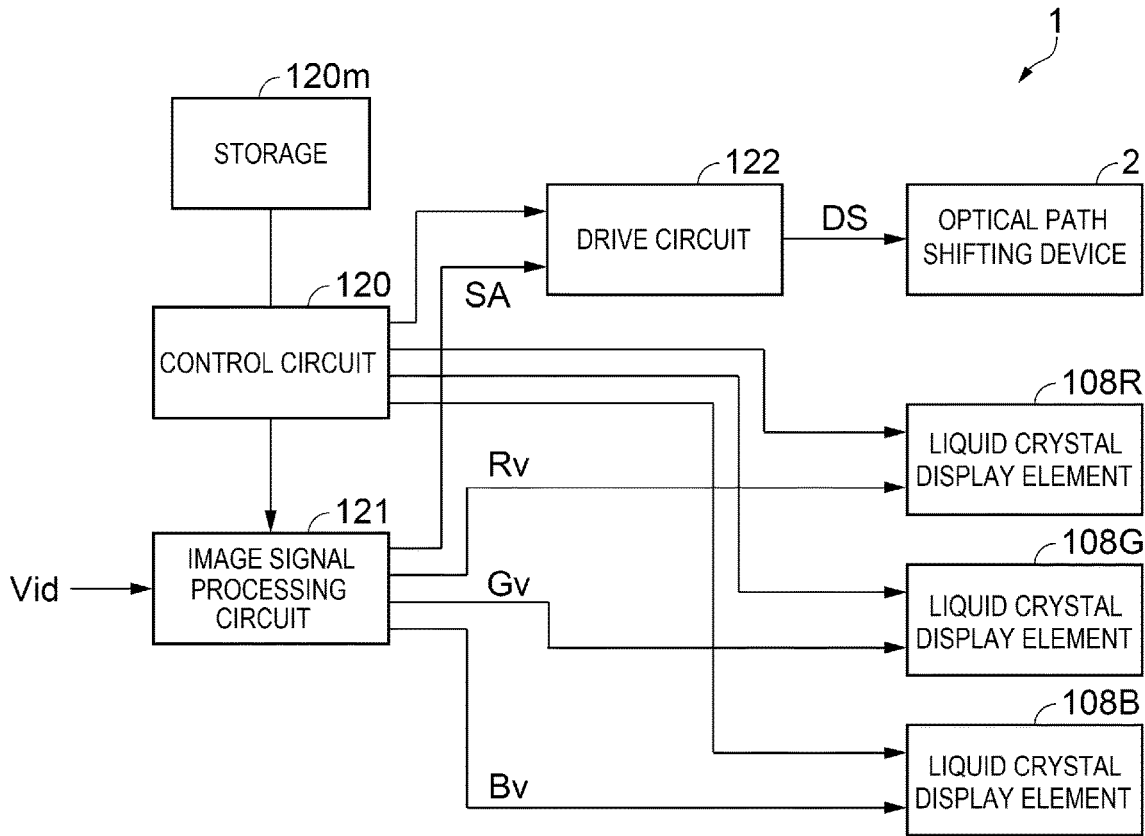 1
120m
STORAGE
122
DRIVE CIRCUIT
DS
2
OPTICAL PATH
SHIFTING DEVICE
SA
120
CONTROL CIRCUIT
108R
LIQUID CRYSTAL
DISPLAY ELEMENT
Rv
121
IMAGE SIGNAL
PROCESSING
CIRCUIT
Vid
Gv
108G
LIQUID CRYSTAL
DISPLAY ELEMENT
108B
LIQUID CRYSTAL
DISPLAY ELEMENT
Bv